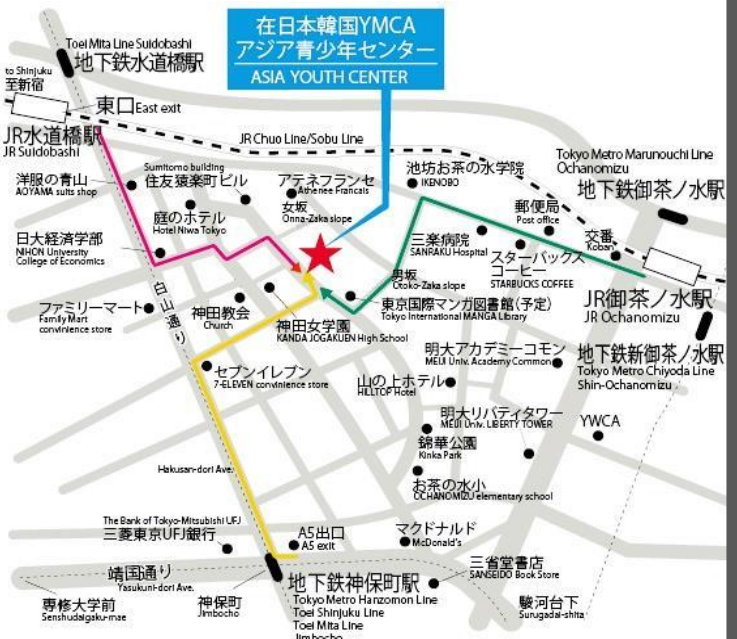 在日本韓国YMCA
アジア青少年センター
ASIA YOUTH CENTER
Toei Mita Line Suidobashi
地下鉄水道橋駅
to Shinjuku
至新宿
東口 East exit
JR水道橋駅
JR Suidobashi
JR Chuo Line/Sobu Line
洋服の青山
AOYAMA suits shop
Sumitomo building
住友猿楽町ビル
アテネフランセ
Athenee Francais
池坊お茶の水学院
IKENOBO
Tokyo Metro Marunouchi Line
Ochanomizu
地下鉄御茶ノ水駅
庭のホテル
Hotel Niwa Tokyo
女坂
Onna-Zaka slope
郵便局
Post office
日大経済学部
NIHON University
College of Economics
三楽病院
SANRAKU Hospital
スターバックス
コーヒー
STARBUCKS COFFEE
交番
Koban
男坂
Otoko-Zaka slope
JR御茶ノ水駅
JR Ochanomizu
ファミリーマート
Family Mart
convinience store
白山通り
神田教会
Church
神田女学園
KANDA JOGAKUEN High School
東京国際マンガ図書館(予定)
Tokyo International MANGA Library
明大アカデミーコモン
MEIJI Univ. Academy Common
地下鉄新御茶ノ水駅
Tokyo Metro Chiyoda Line
Shin-Ochanomizu
セブンイレブン
7-ELEVEN convinience store
山の上ホテル
HILLTOP Hotel
明大リバティタワー
MEIJI Univ. LIBERTY TOWER
YWCA
錦華公園
Kinka Park
Hakusan-dori Ave.
お茶の水小
OCHANOMIZU elementary school
The Bank of Tokyo-Mitsubishi UFJ
三菱東京UFJ銀行
A5出口
A5 exit
マクドナルド
McDonald's
三省堂書店
SANSEIDO Book Store
靖国通り
Yasukuni-dori Ave.
地下鉄神保町駅
Tokyo Metro Hanzomon Line
Toei Shinjuku Line
Toei Mita Line
Jimbocho
専修大学前
Senshudaigaku-mae
神保町
Jimbocho
駿河台下
Surugadai-shita